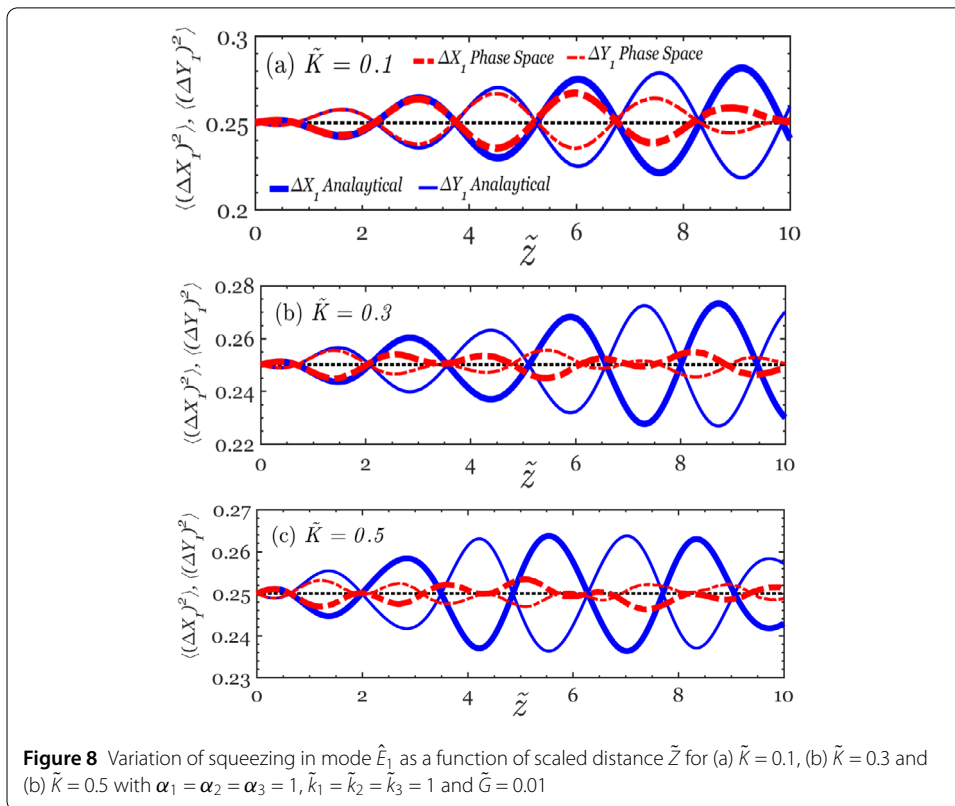 0.3
(a) K̃ = 0.1 ΔX₁ Phase Space ΔY₁ Phase Space
⟨(ΔX₁)²⟩, ⟨(ΔY₁)²⟩
0.25
ΔX₁ Analaytical ΔY₁ Analaytical
0.2
0 2 4 6 8 10
z̃
0.28
(b) K̃ = 0.3
0.26
⟨(ΔX₁)²⟩, ⟨(ΔY₁)²⟩
0.24
0.22
0 2 4 6 8 10
z̃
0.27
(c) K̃ = 0.5
0.26
⟨(ΔX₁)²⟩, ⟨(ΔY₁)²⟩
0.25
0.24
0.23
0 2 4 6 8 10
z̃
Figure 8 Variation of squeezing in mode Ê₁ as a function of scaled distance Z̃ for (a) K̃ = 0.1, (b) K̃ = 0.3 and
(b) K̃ = 0.5 with α₁ = α₂ = α₃ = 1, k̃₁ = k̃₂ = k̃₃ = 1 and G̃ = 0.01